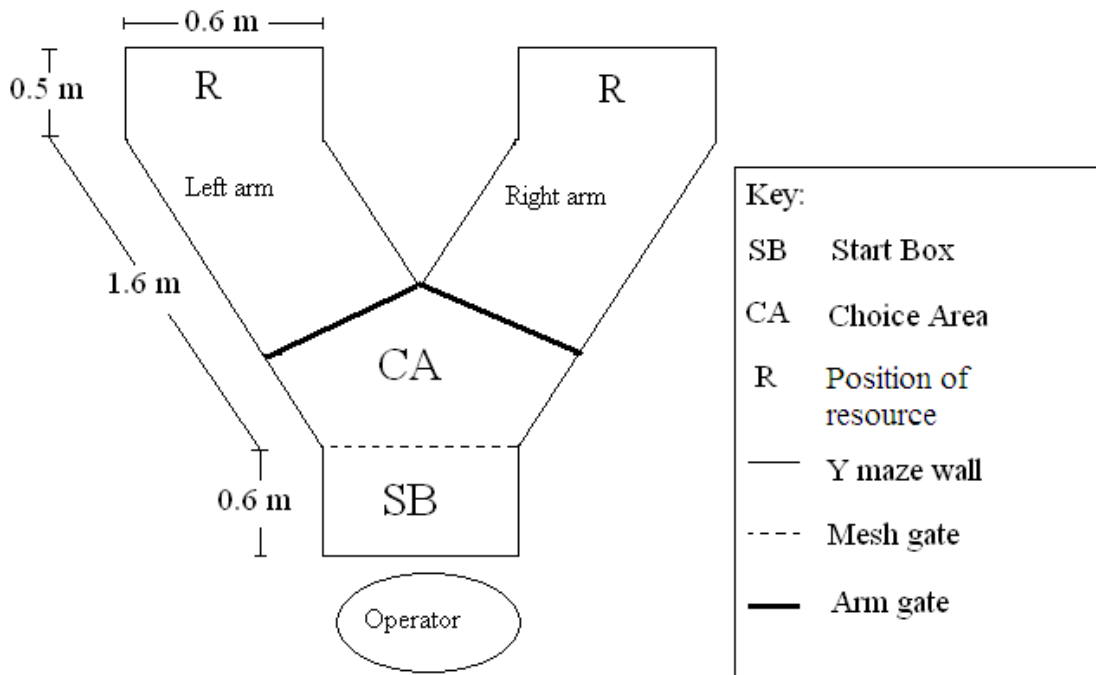 0.6 m
0.5 m
R
R
Left arm
Right arm
1.6 m
CA
0.6 m
SB
Operator
Key:
SB Start Box
CA Choice Area
R Position of
resource
Y maze wall
Mesh gate
Arm gate